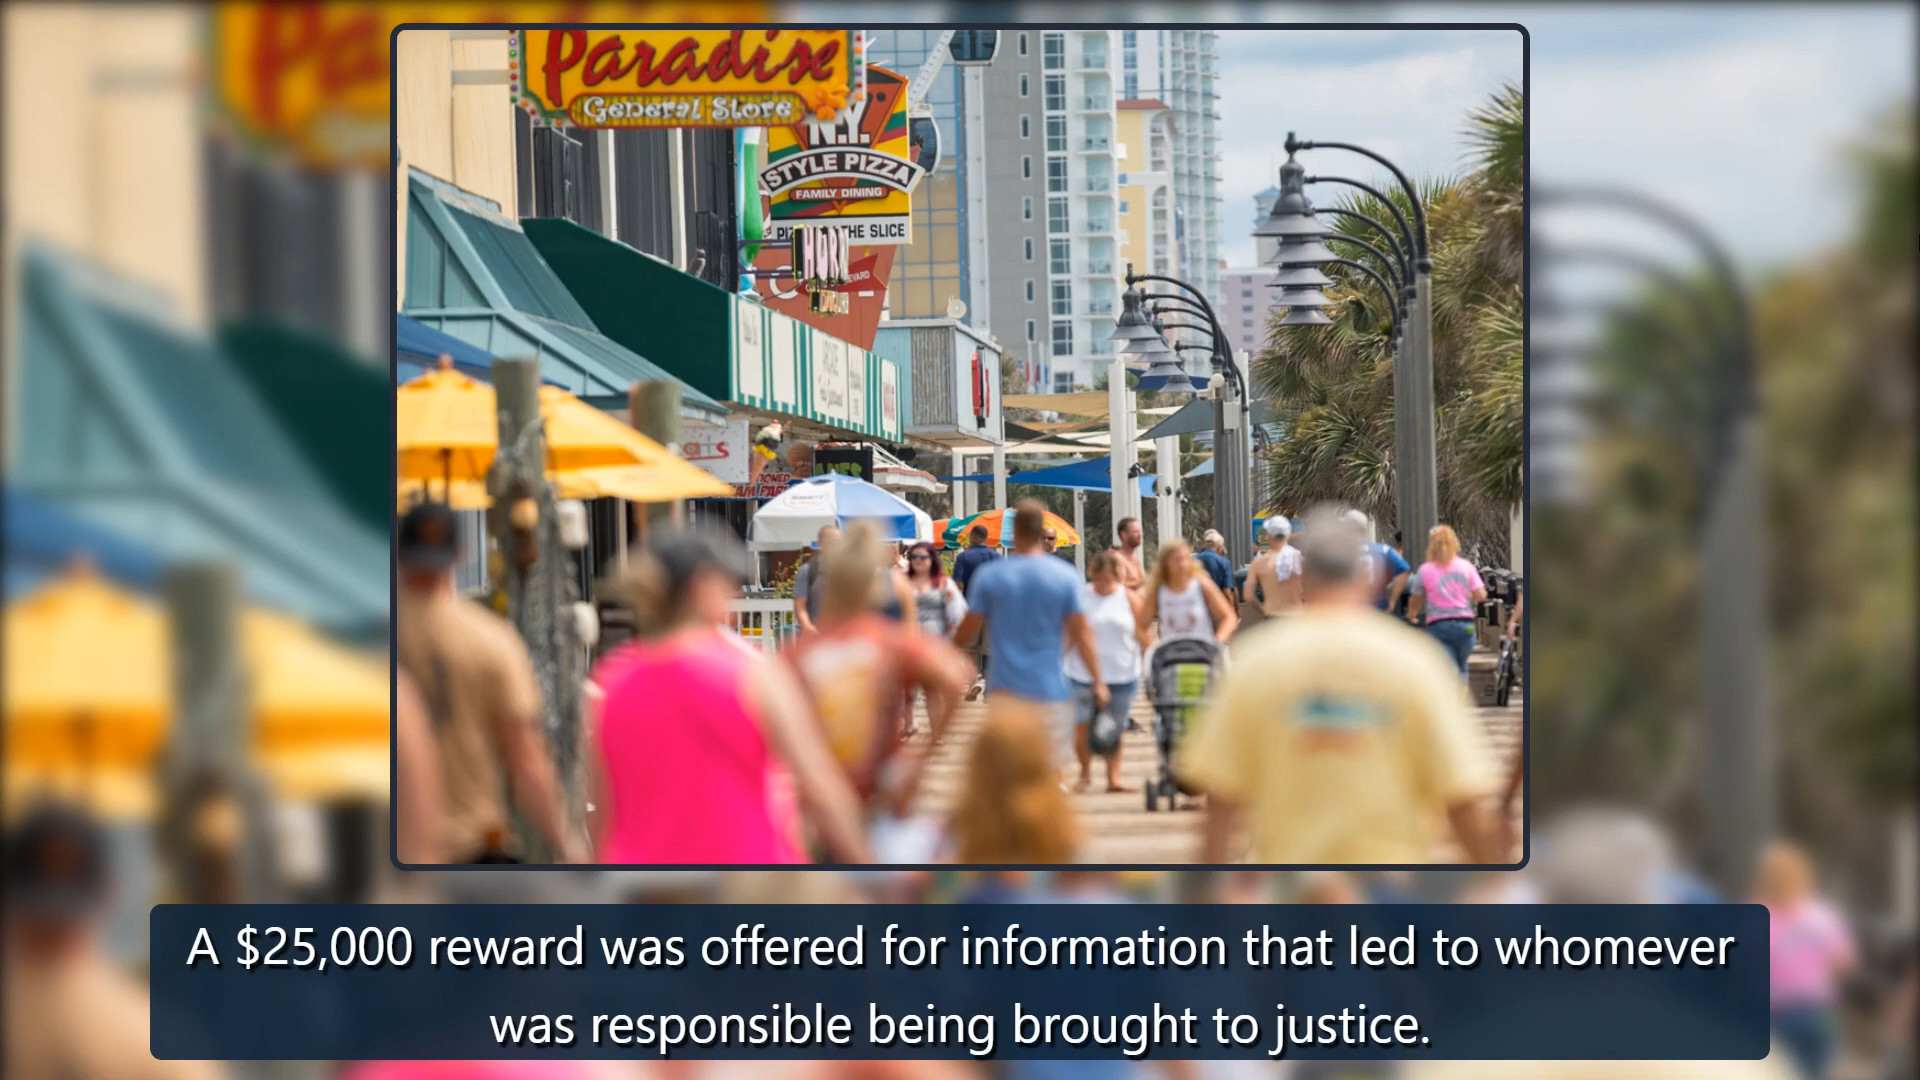 Paradise
General Store
N.Y.
STYLE PIZZA
FAMILY DINING
THE SLICE
A $25,000 reward was offered for information that led to whomever
was responsible being brought to justice.